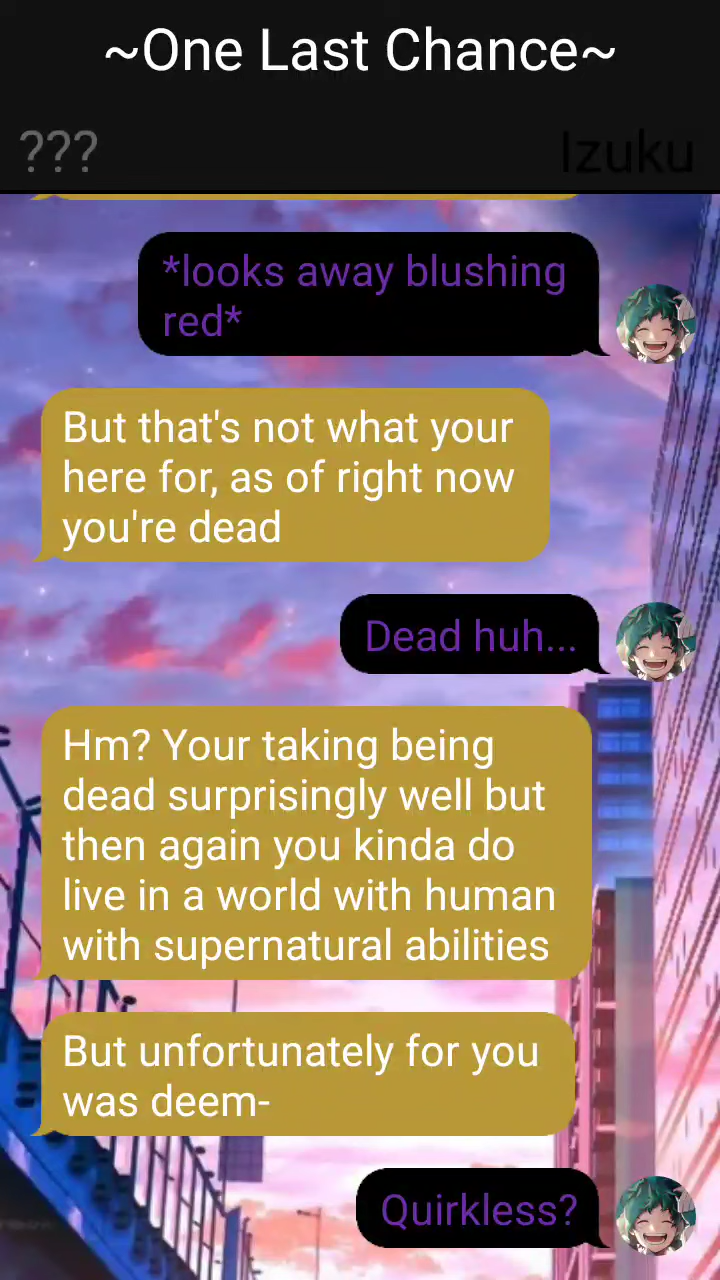 ~One Last Chance~
???
Izuku
*looks away blushing
red*
But that's not what your
here for, as of right now
you're dead
Dead huh...
Hm? Your taking being
dead surprisingly well but
then again you kinda do
live in a world with human
with supernatural abilities
But unfortunately for you
was deem-
Quirkless?